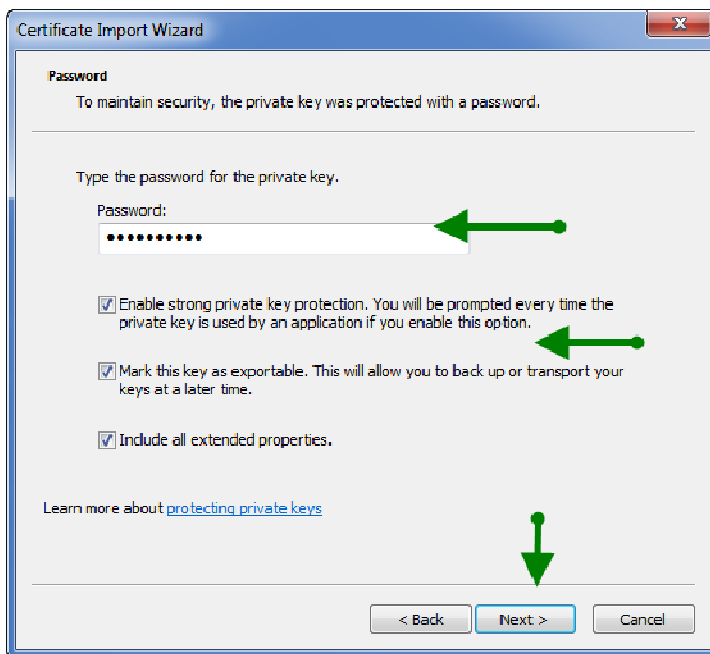 Certificate Import Wizard
Password
To maintain security, the private key was protected with a password.
Type the password for the private key.
Password:
••••••••••
Enable strong private key protection. You will be prompted every time the
private key is used by an application if you enable this option.
Mark this key as exportable. This will allow you to back up or transport your
keys at a later time.
Include all extended properties.
Learn more about protecting private keys
< Back Next > Cancel